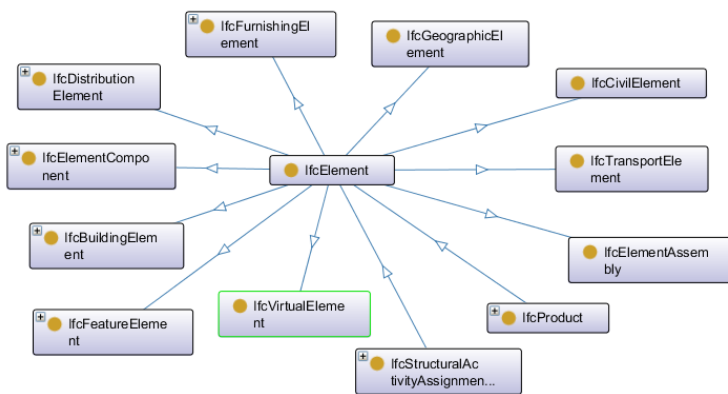 IfcFurnishingEl
ement
IfcGeographicEl
ement
IfcDistribution
Element
IfcCivilElement
IfcElementCompo
nent
IfcElement
IfcTransportEle
ment
IfcBuildingElem
ent
IfcElementAssem
bly
IfcVirtualEleme
nt
IfcFeatureEleme
nt
IfcProduct
IfcStructuralAc
tivityAssignmen...